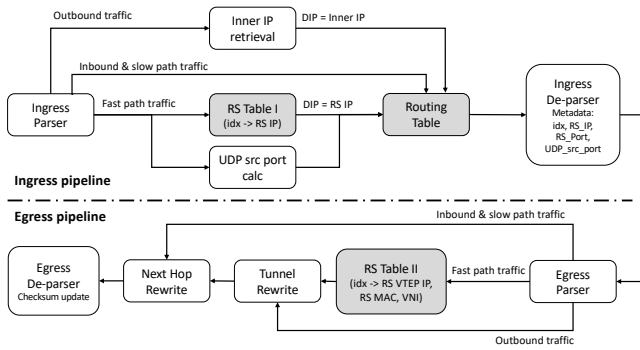 Outbound traffic
Inner IP
retrieval
DIP = Inner IP
Inbound & slow path traffic
Ingress
Parser
Fast path traffic
RS Table I
(idx -> RS IP)
DIP = RS IP
Routing
Table
Ingress
De-parser
Metadata:
idx, RS_IP,
RS_Port,
UDP_src_port
UDP src port
calc
Ingress pipeline
Egress pipeline
Inbound & slow path traffic
Egress
De-parser
Checksum update
Next Hop
Rewrite
Tunnel
Rewrite
RS Table II
(idx -> RS VTEP IP,
RS MAC, VNI)
Fast path traffic
Egress
Parser
Outbound traffic